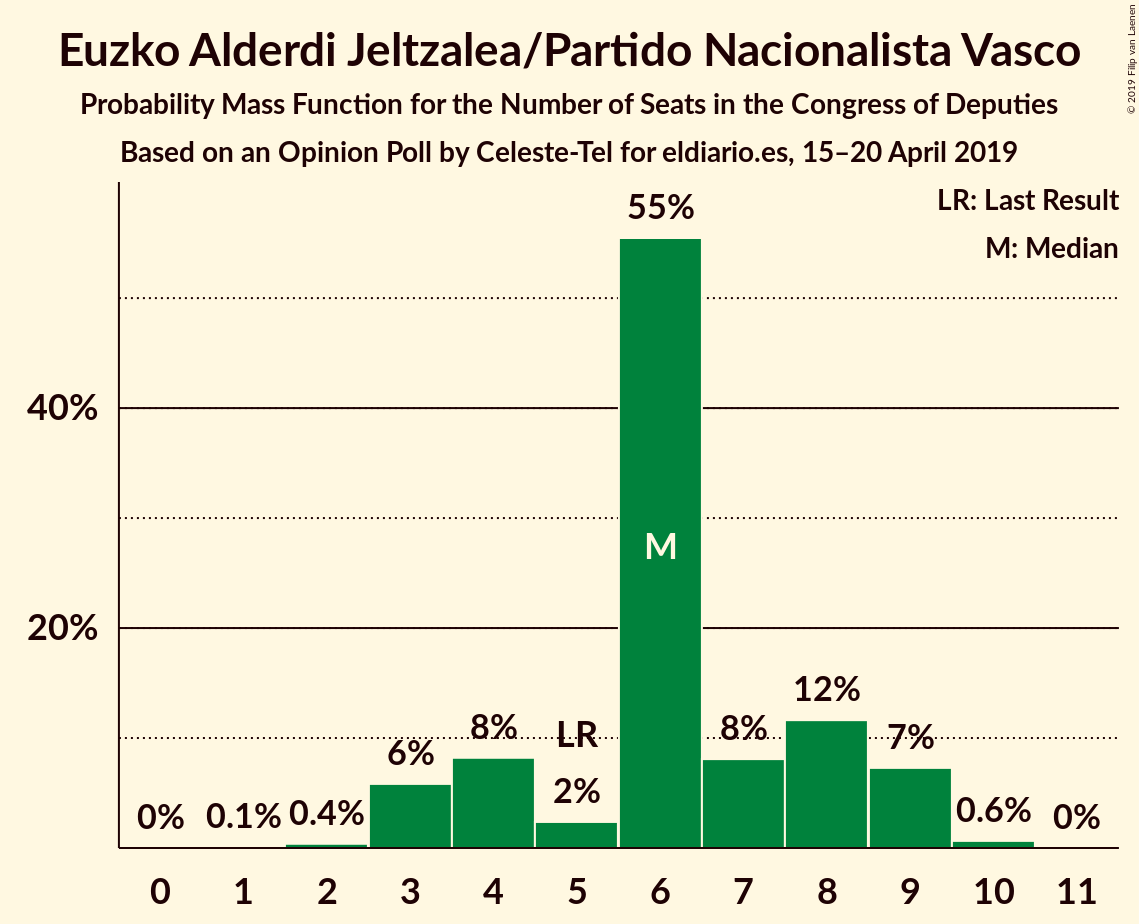 Euzko Alderdi Jeltzalea/Partido Nacionalista Vasco
Probability Mass Function for the Number of Seats in the Congress of Deputies
Based on an Opinion Poll by Celeste-Tel for eldiario.es, 15–20 April 2019
© 2019 Filip van Laenen
LR: Last Result
M: Median
55%
40%
20%
M
0%
0.1%
0.4%
6%
8%
LR
2%
8%
12%
7%
0.6%
0%
0 1 2 3 4 5 6 7 8 9 10 11